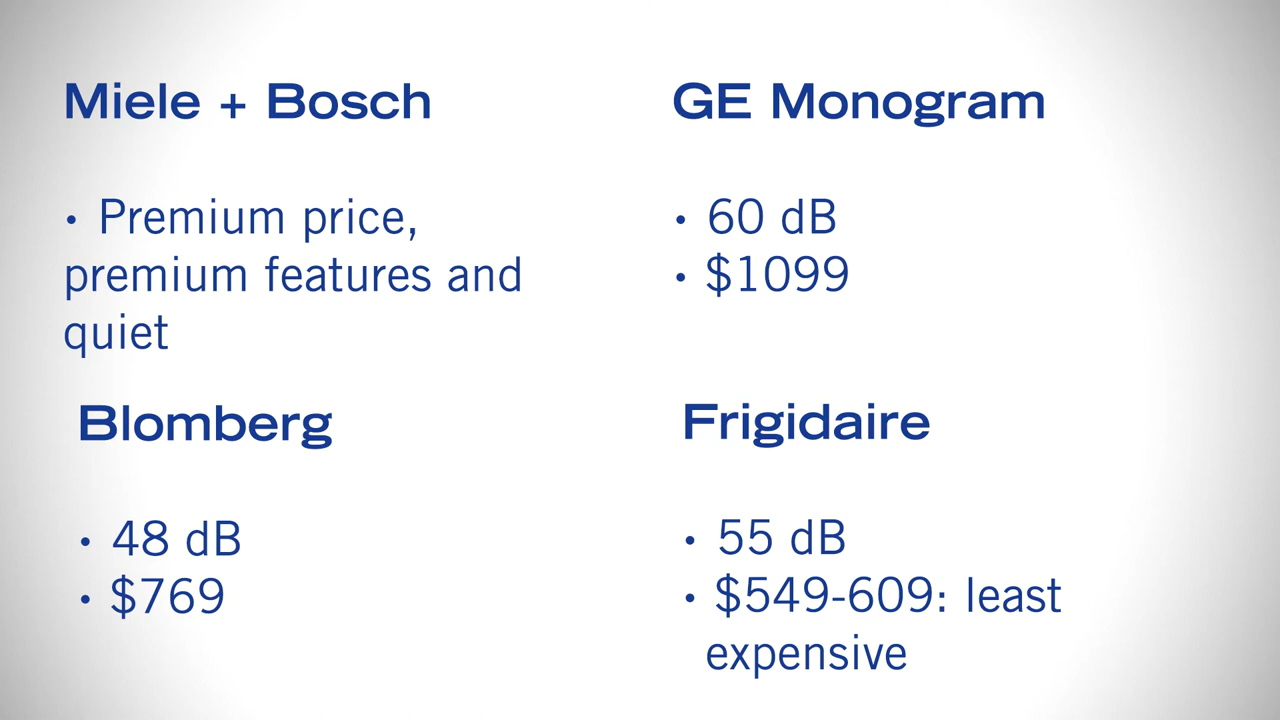 Miele + Bosch
• Premium price,
premium features and
quiet
GE Monogram
• 60 dB
• $1099
Blomberg
• 48 dB
• $769
Frigidaire
• 55 dB
• $549-609: least
expensive